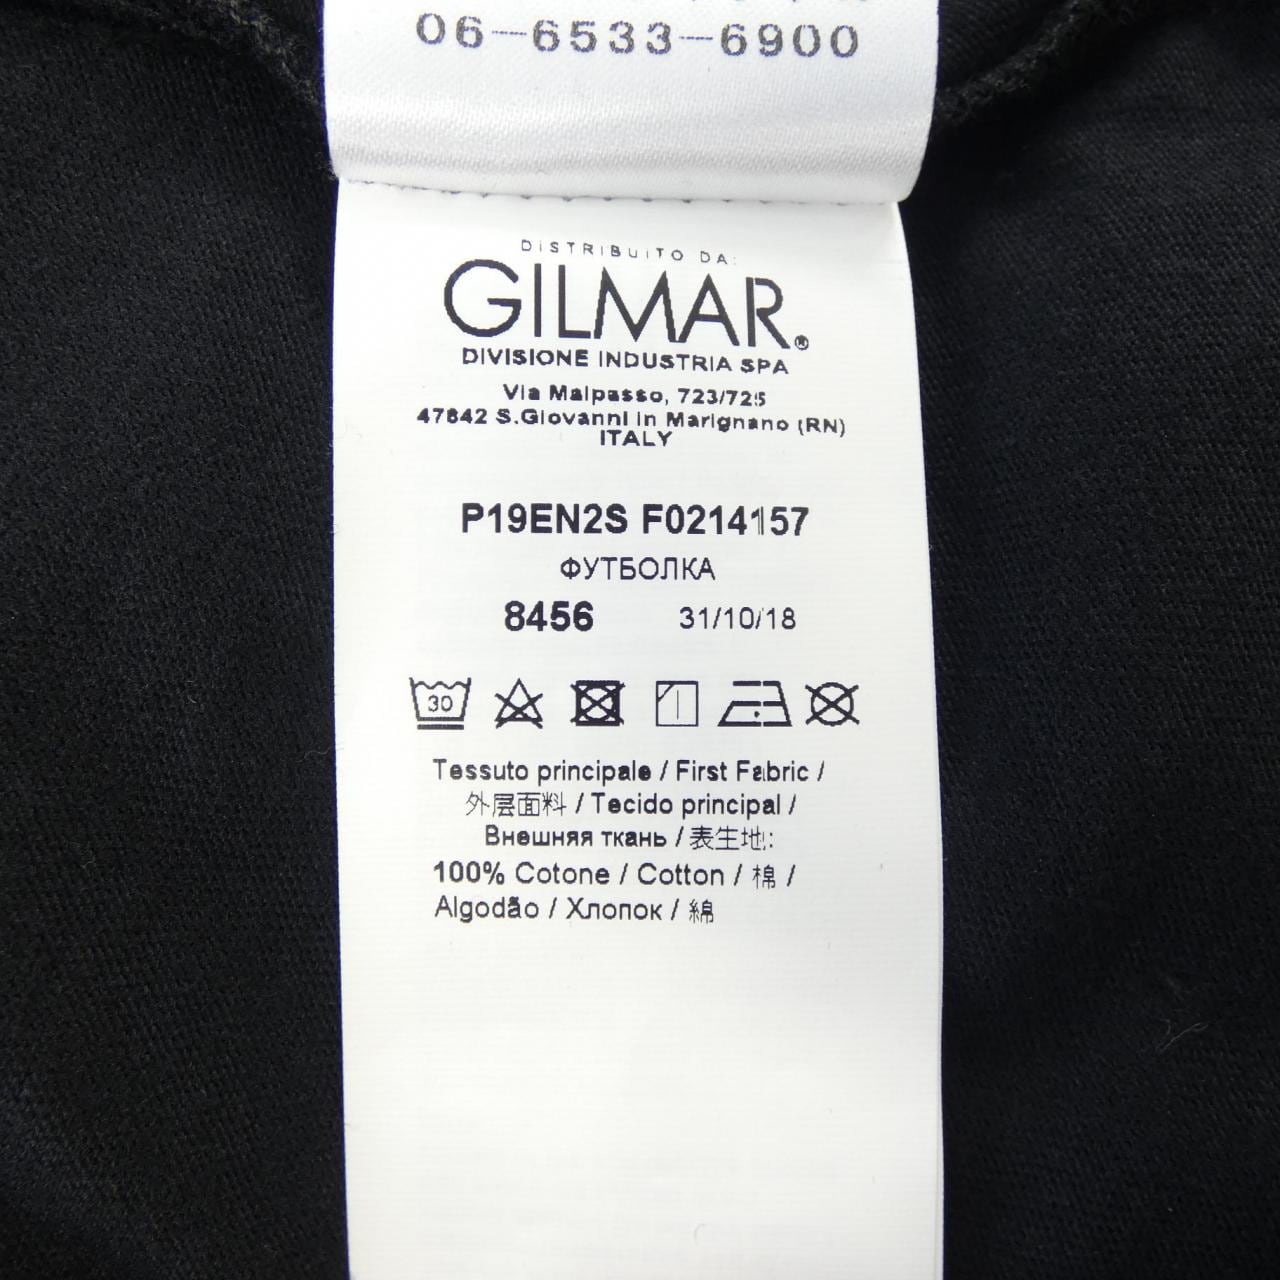 06-6533-6900
DISTRIBUITO DA:
GILMAR®
DIVISIONE INDUSTRIA SPA
Via Malpasso, 723/725
47842 S.Giovanni in Marignano (RN)
ITALY
P19EN2S F0214157
ФУТБОЛКА
8456 31/10/18
30
Tessuto principale / First Fabric /
外层面料 / Tecido principal /
Внешняя ткань / 表生地:
100% Cotone / Cotton / 棉 /
Algodão / Хлопок / 綿